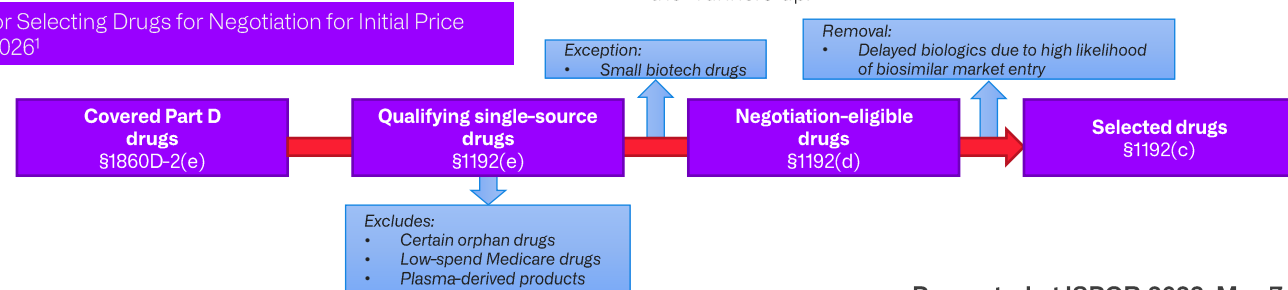 or Selecting Drugs for Negotiation for Initial Price
026¹
Exception:
• Small biotech drugs
Removal:
• Delayed biologics due to high likelihood
of biosimilar market entry
Covered Part D
drugs
§1860D-2(e)
Qualifying single-source
drugs
§1192(e)
Negotiation-eligible
drugs
§1192(d)
Selected drugs
§1192(c)
Excludes:
• Certain orphan drugs
• Low-spend Medicare drugs
• Plasma-derived products